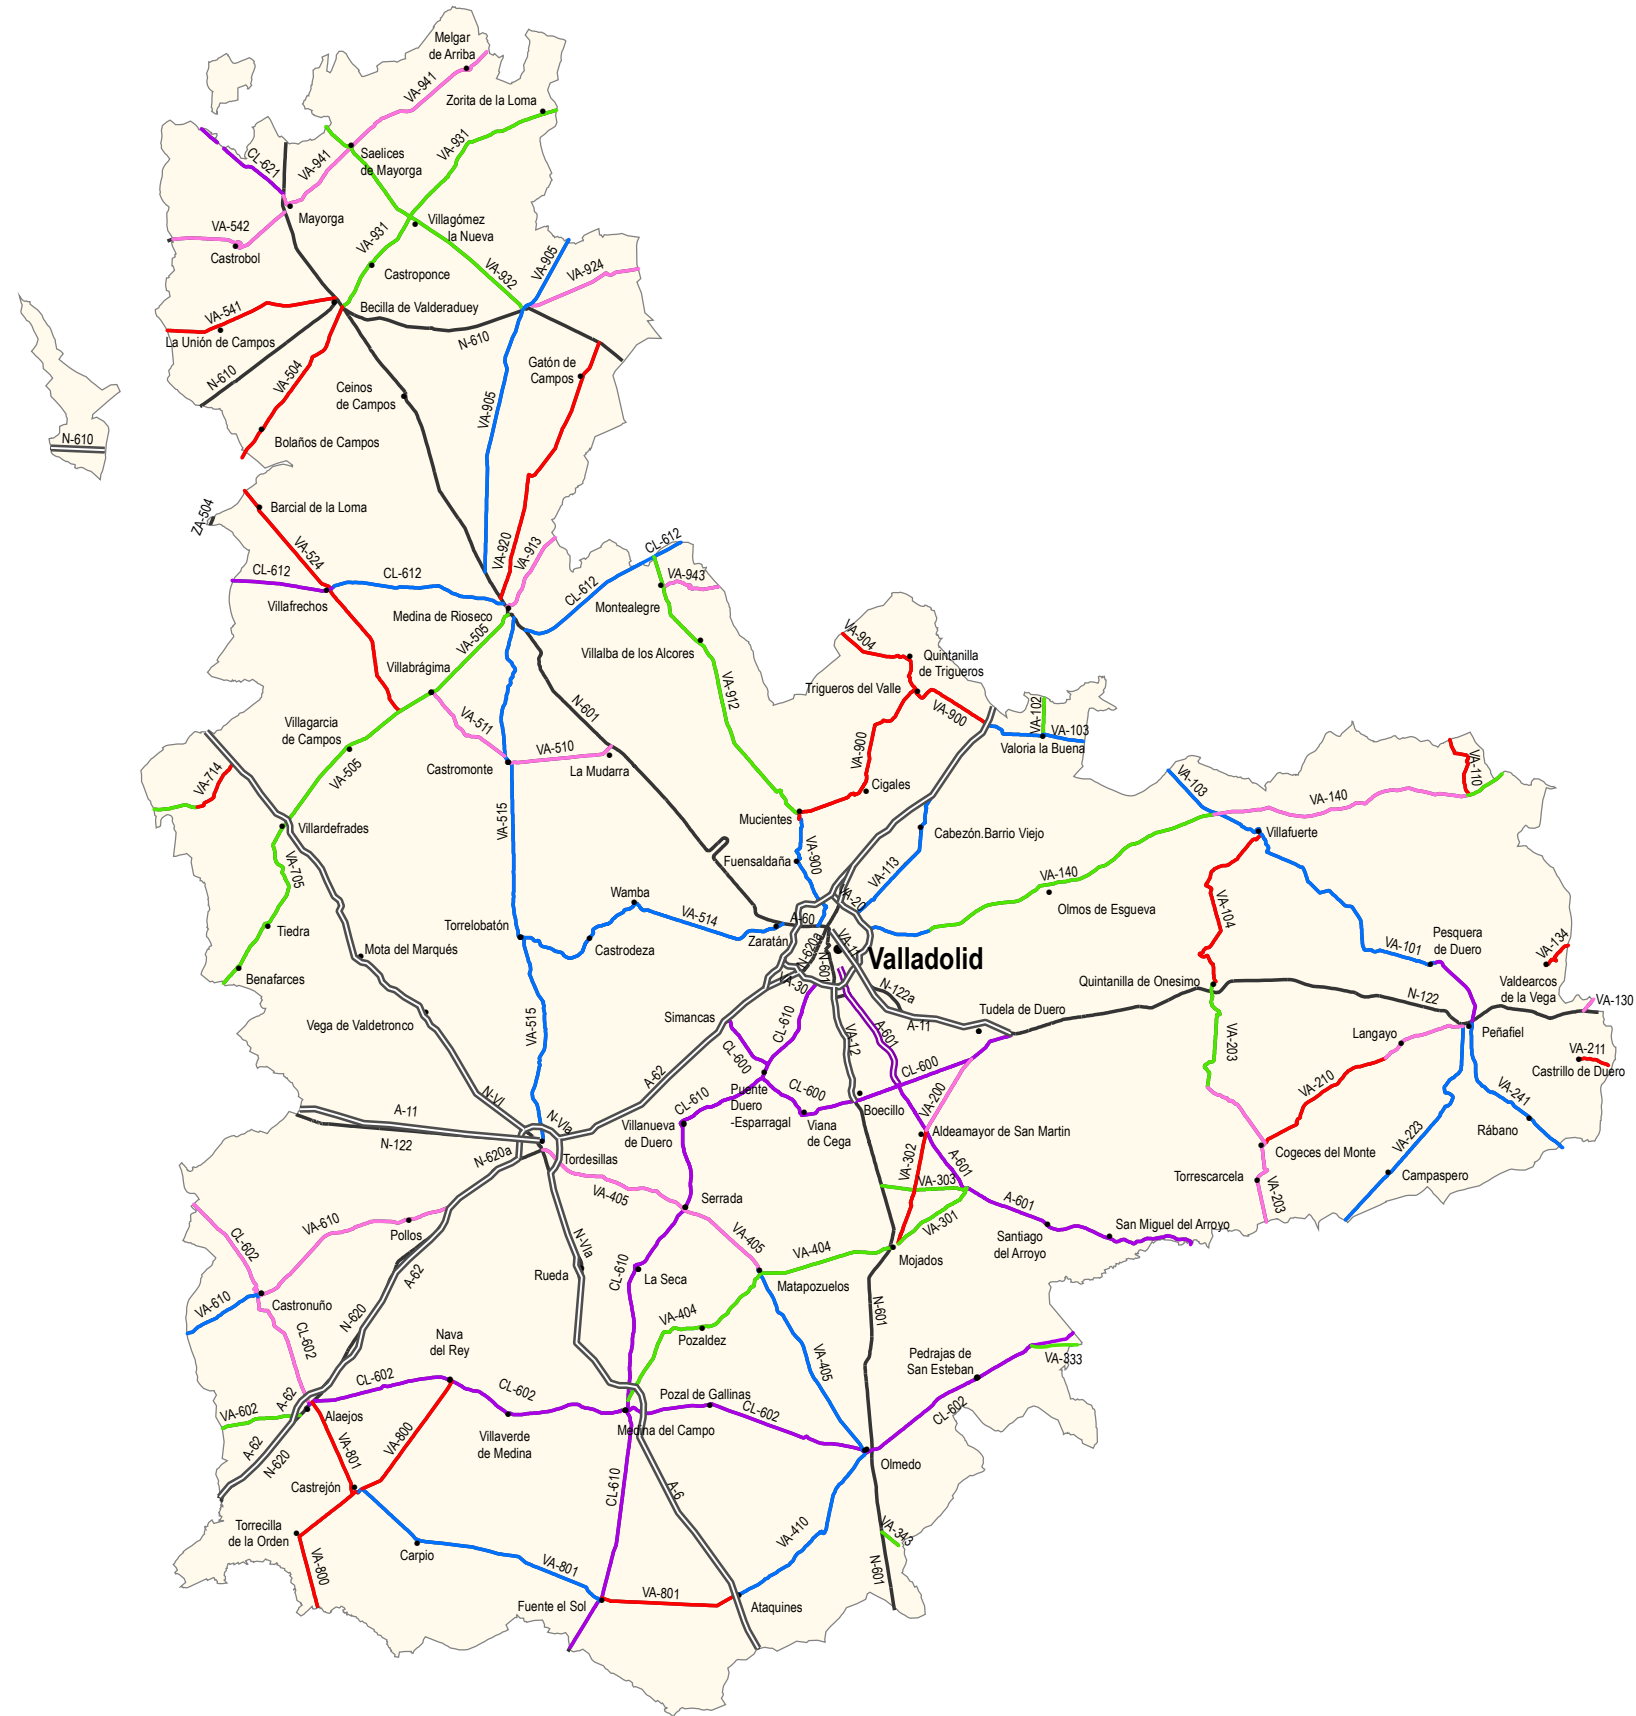 Melgar
de Arriba
VA-941
Zorita de la Loma
VA-931
CL-621
VA-941
Saelices
de Mayorga
Mayorga
VA-542
Castrobol
VA-931
Villagómez
la Nueva
Castroponce
VA-932
VA-905
VA-924
VA-541
La Unión de Campos
Becilla de Valderaduey
N-610
N-610
VA-504
Ceinos
de Campos
Gatón de
Campos
VA-905
Bolaños de Campos
N-610
ZA-504
Barcial de la Loma
VA-524
CL-612
CL-612
Villafrechos
VA-920
VA-913
CL-612
CL-612
Medina de Rioseco
VA-943
Montealegre
VA-505
Villabrágima
Villalba de los Alcores
VA-904
Quintanilla
de Trigueros
Trigueros del Valle
VA-912
N-601
VA-900
VA-102
VA-103
Valoria la Buena
Villagarcia
de Campos
VA-511
VA-510
Castromonte
La Mudarra
VA-900
VA-505
VA-714
Cigales
VA-103
VA-140
VA-110
Villardefrades
VA-515
Mucientes
Cabezón.Barrio Viejo
Villafuerte
VA-705
Fuensaldaña
VA-900
VA-113
VA-140
Wamba
VA-514
VA-20
Olmos de Esgueva
VA-104
Tiedra
Torrelobatón
Castrodeza
A-60
Zaratán
N-620a
VA-11
Valladolid
N-601
Mota del Marqués
Pesquera
de Duero
VA-101
VA-134
Benafarces
VA-30
N-122a
Quintanilla de Onesimo
Valdearcos
de la Vega
N-122
VA-130
Vega de Valdetronco
VA-515
Simancas
CL-610
VA-12
A-601
A-11
Tudela de Duero
Langayo
Peñafiel
VA-203
CL-600
A-62
CL-600
VA-211
Castrillo de Duero
Puente
Duero
-Esparragal
CL-600
Boecillo
VA-200
VA-210
VA-241
N-VI
A-11
N-122
CL-610
Villanueva
de Duero
Viana
de Cega
Aldeamayor de San Martin
Rábano
N-VIa
N-620a
Tordesillas
VA-302
A-601
Cogeces del Monte
VA-223
VA-405
Serrada
VA-303
Torrescarcela
Campaspero
VA-203
A-601
VA-301
Santiago
del Arroyo
San Miguel del Arroyo
CL-602
VA-610
Pollos
N-VIa
VA-405
VA-404
Mojados
Rueda
CL-610
La Seca
Matapozuelos
A-62
VA-610
Castronuño
N-620
VA-404
Pozaldez
N-601
CL-602
Nava
del Rey
VA-405
Pedrajas de
San Esteban
VA-333
CL-602
CL-602
Pozal de Gallinas
CL-602
CL-602
A-62
VA-602
Alaejos
Villaverde
de Medina
Medina del Campo
Olmedo
A-62
N-620
VA-801
VA-800
CL-610
A-6
Castrejón
Torrecilla
de la Orden
Carpio
VA-410
VA-343
VA-800
VA-801
N-601
Fuente el Sol
VA-801
Ataquines